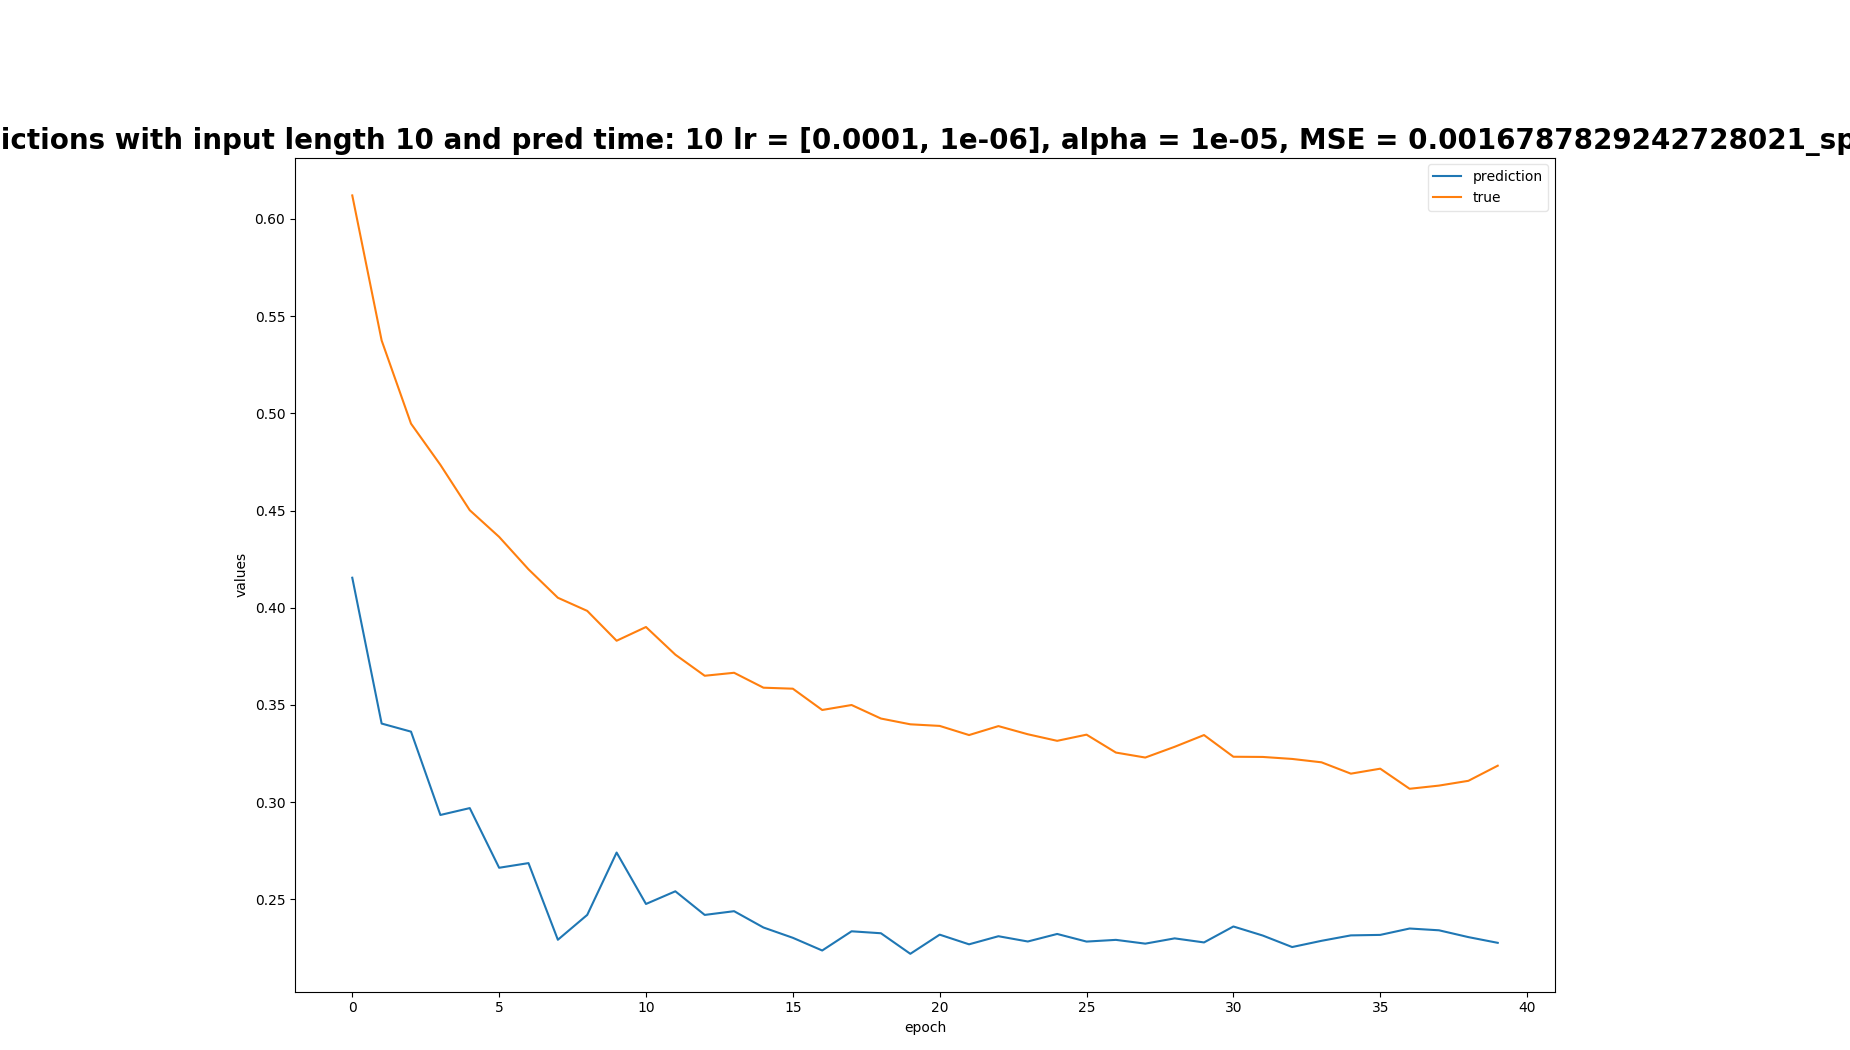 ictions with input length 10 and pred time: 10 lr = [0.0001, 1e-06], alpha = 1e-05, MSE = 0.0016787829242728021_sp
prediction
true
0.60
0.55
0.50
0.45
0.40
0.35
0.30
0.25
values
0 5 10 15 20 25 30 35 40
epoch